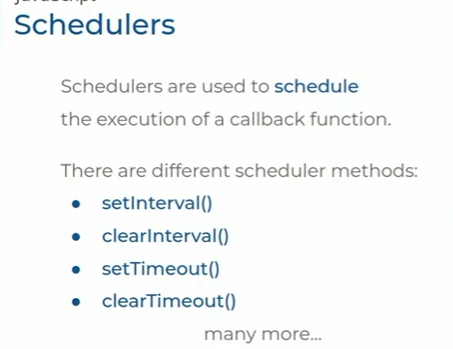 JavaScript
Schedulers
Schedulers are used to schedule
the execution of a callback function.
There are different scheduler methods:
• setInterval()
• clearInterval()
• setTimeout()
• clearTimeout()
many more...